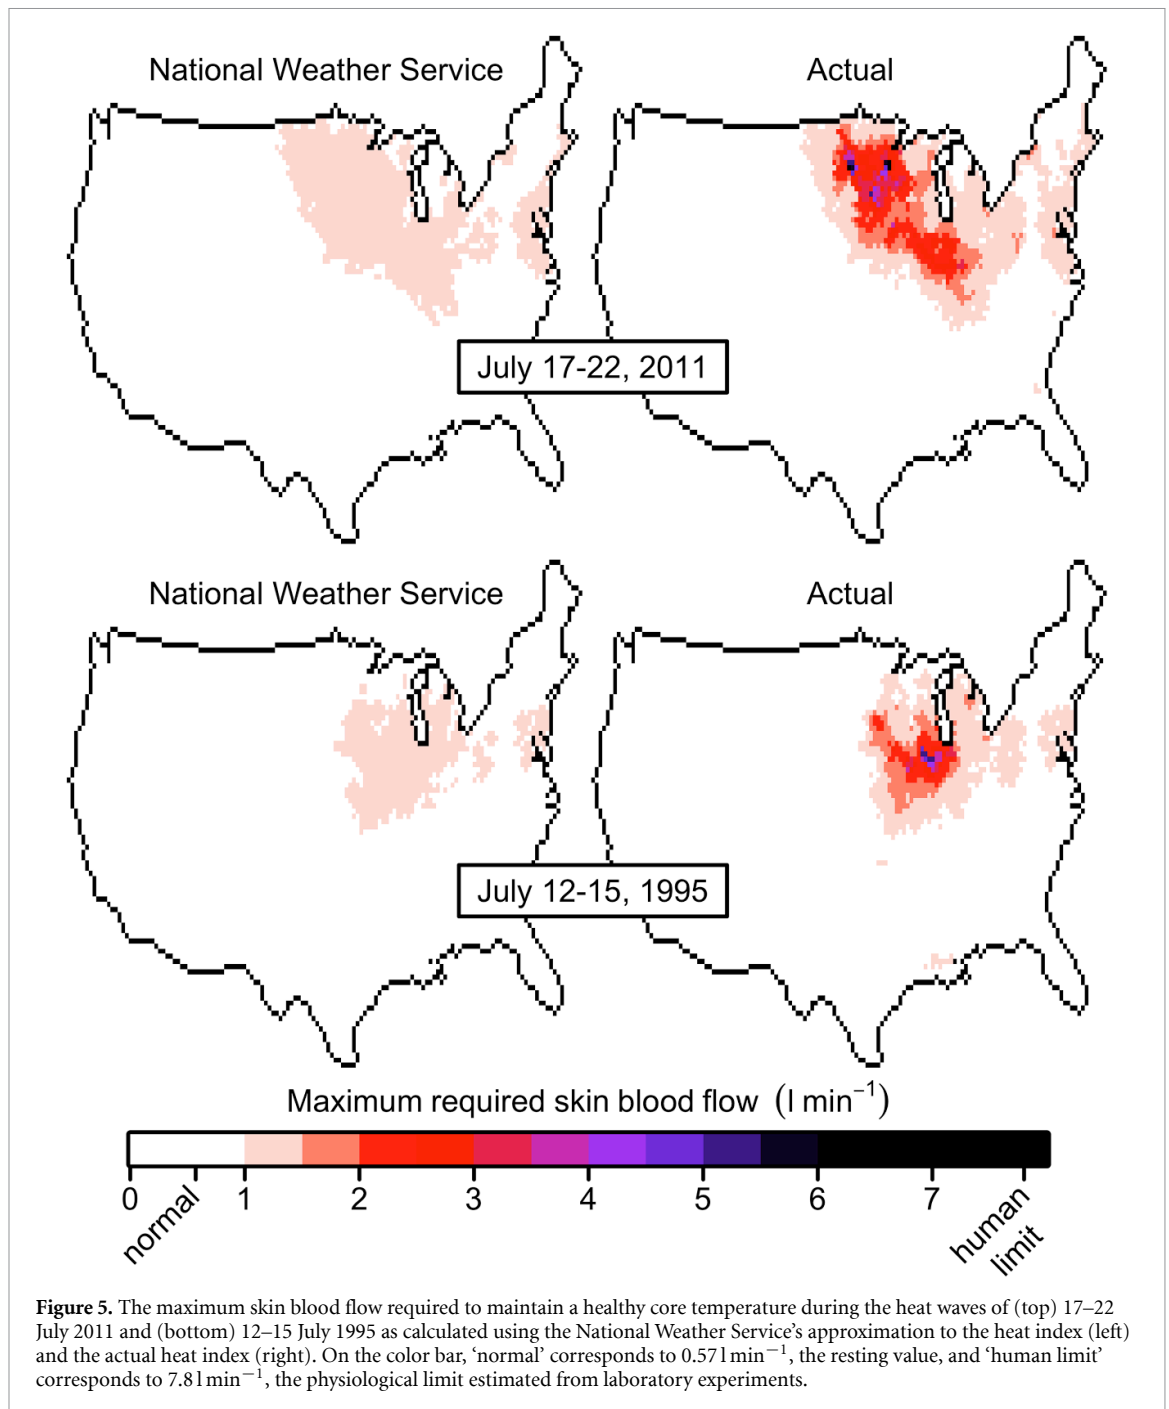 National Weather Service
Actual
July 17-22, 2011
National Weather Service
Actual
July 12-15, 1995
Maximum required skin blood flow (l min⁻¹)
0 normal 1 2 3 4 5 6 7 human limit
Figure 5. The maximum skin blood flow required to maintain a healthy core temperature during the heat waves of (top) 17–22
July 2011 and (bottom) 12–15 July 1995 as calculated using the National Weather Service's approximation to the heat index (left)
and the actual heat index (right). On the color bar, 'normal' corresponds to 0.57 l min⁻¹, the resting value, and 'human limit'
corresponds to 7.8 l min⁻¹, the physiological limit estimated from laboratory experiments.